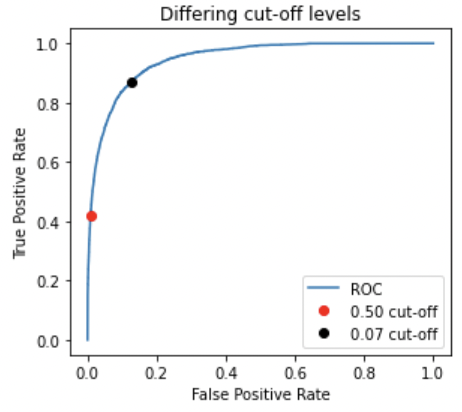 Differing cut-off levels
1.0
0.8
0.6
0.4
0.2
0.0
True Positive Rate
ROC
0.50 cut-off
0.07 cut-off
0.0 0.2 0.4 0.6 0.8 1.0
False Positive Rate